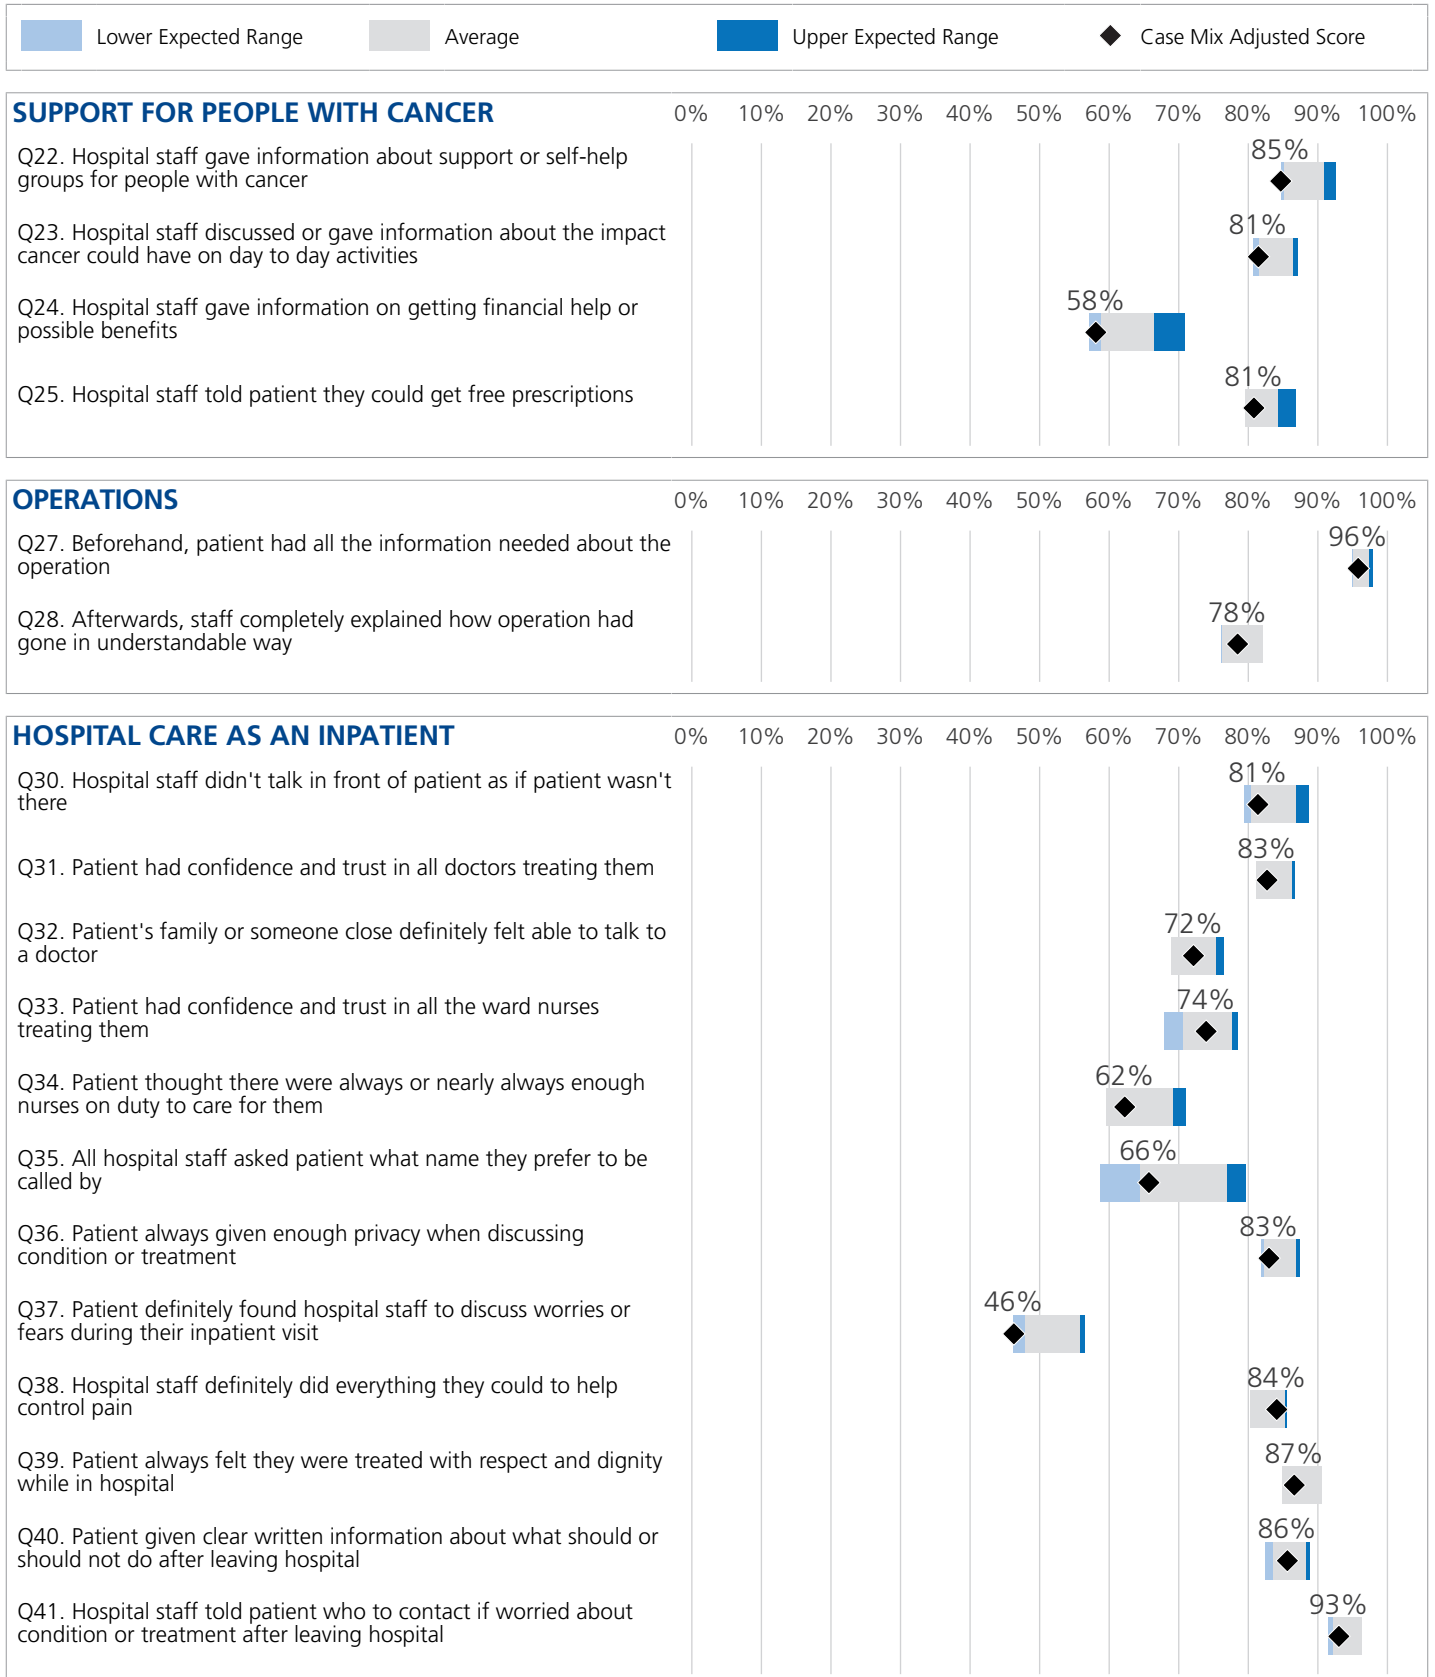 Lower Expected Range Average Upper Expected Range Case Mix Adjusted Score
SUPPORT FOR PEOPLE WITH CANCER 0% 10% 20% 30% 40% 50% 60% 70% 80% 90% 100%
Q22. Hospital staff gave information about support or self-help
groups for people with cancer
85%
Q23. Hospital staff discussed or gave information about the impact
cancer could have on day to day activities
81%
Q24. Hospital staff gave information on getting financial help or
possible benefits
58%
Q25. Hospital staff told patient they could get free prescriptions
81%
OPERATIONS 0% 10% 20% 30% 40% 50% 60% 70% 80% 90% 100%
Q27. Beforehand, patient had all the information needed about the
operation
96%
Q28. Afterwards, staff completely explained how operation had
gone in understandable way
78%
HOSPITAL CARE AS AN INPATIENT 0% 10% 20% 30% 40% 50% 60% 70% 80% 90% 100%
Q30. Hospital staff didn't talk in front of patient as if patient wasn't
there
81%
Q31. Patient had confidence and trust in all doctors treating them
83%
Q32. Patient's family or someone close definitely felt able to talk to
a doctor
72%
Q33. Patient had confidence and trust in all the ward nurses
treating them
74%
Q34. Patient thought there were always or nearly always enough
nurses on duty to care for them
62%
Q35. All hospital staff asked patient what name they prefer to be
called by
66%
Q36. Patient always given enough privacy when discussing
condition or treatment
83%
Q37. Patient definitely found hospital staff to discuss worries or
fears during their inpatient visit
46%
Q38. Hospital staff definitely did everything they could to help
control pain
84%
Q39. Patient always felt they were treated with respect and dignity
while in hospital
87%
Q40. Patient given clear written information about what should or
should not do after leaving hospital
86%
Q41. Hospital staff told patient who to contact if worried about
condition or treatment after leaving hospital
93%